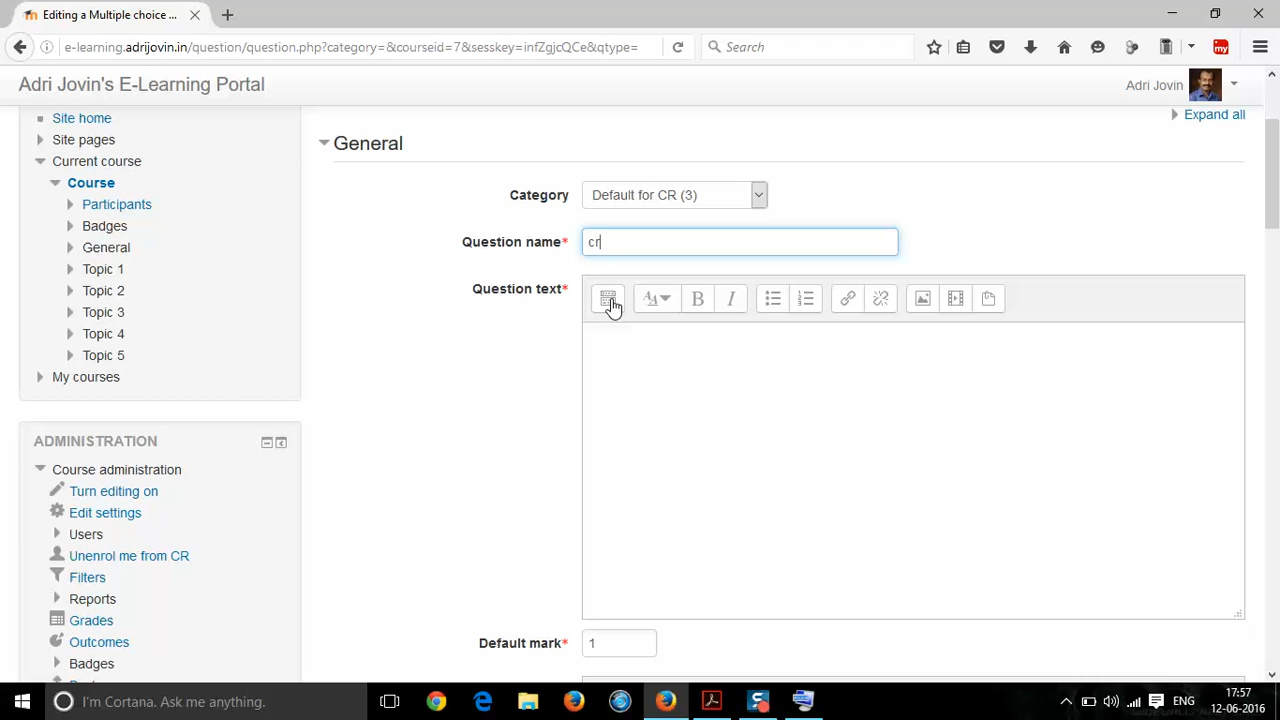 Editing a Multiple choice ...
e-learning.adrijovin.in/question/question.php?category=&courseid=7&sesskey=infZgJcQCe&qtype=
Search
my
Adri Jovin's E-Learning Portal
Adri Jovin
Site home
Site pages
Current course
Course
Participants
Badges
General
Topic 1
Topic 2
Topic 3
Topic 4
Topic 5
My courses
ADMINISTRATION
Course administration
Turn editing on
Edit settings
Users
Unenrol me from CR
Filters
Reports
Grades
Outcomes
Badges
Expand all
General
Category
Default for CR (3)
Question name*
cr
Question text*
Default mark*
1
I'm Cortana. Ask me anything.
ENG
17:57
12-06-2016